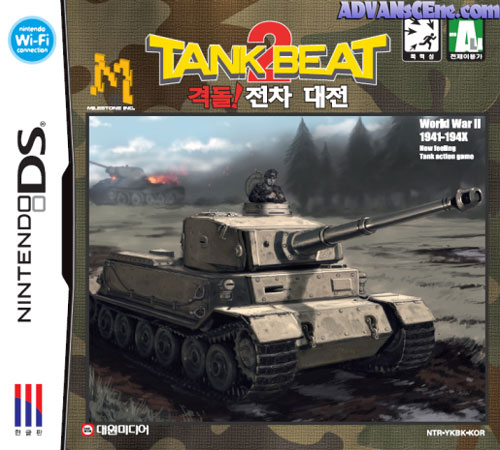 ADVANsCEne.com
Nintendo
Wi-Fi
connection
M
MILESTONE INC.
TANK BEAT
2
격돌! 전차 대전
폭력성
ALL
전체이용가
World War II
1941-194X
New feeling
Tank action game
NINTENDO DS
한글판
대원미디어
NTR-YKBK-KOR